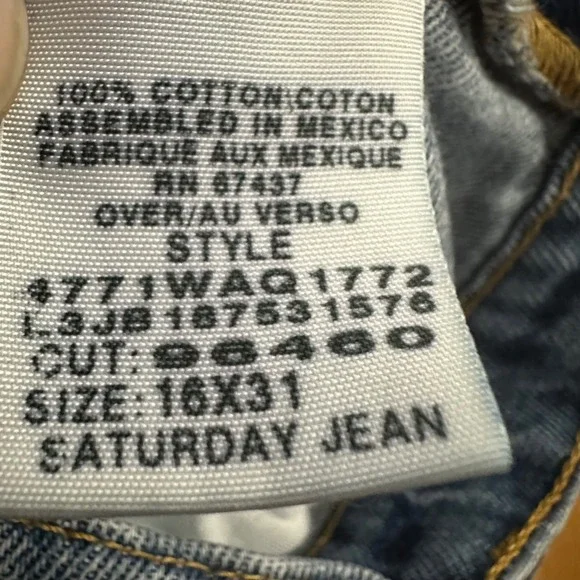 100% COTTON\COTON
ASSEMBLED IN MEXICO
FABRIQUE AUX MEXIQUE
RN 67437
OVER/AU VERSO
STYLE
4771WAQ1772
L3JB187531576
CUT: 96460
SIZE: 16X31
SATURDAY JEAN